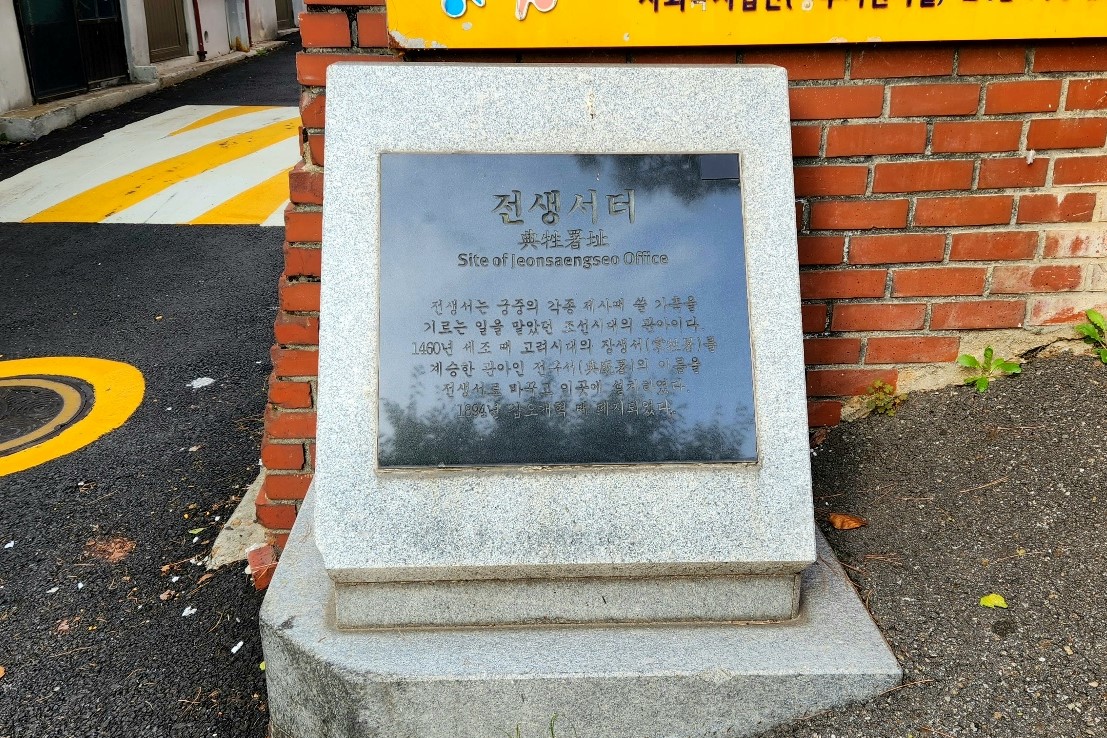 전생서터
典牲署址
Site of Jeonsaengseo Office
전생서는 궁중의 각종 제사때 쓸 가축을
기르는 일을 맡았던 조선시대의 관아이다.
1460년 세조 때 고려시대의 장생서(掌牲署)를
계승한 관아인 전구서(典廐署)의 이름을
전생서로 바꾸고 이곳에 설치하였다.
1894년 갑오개혁 때 폐지되었다.